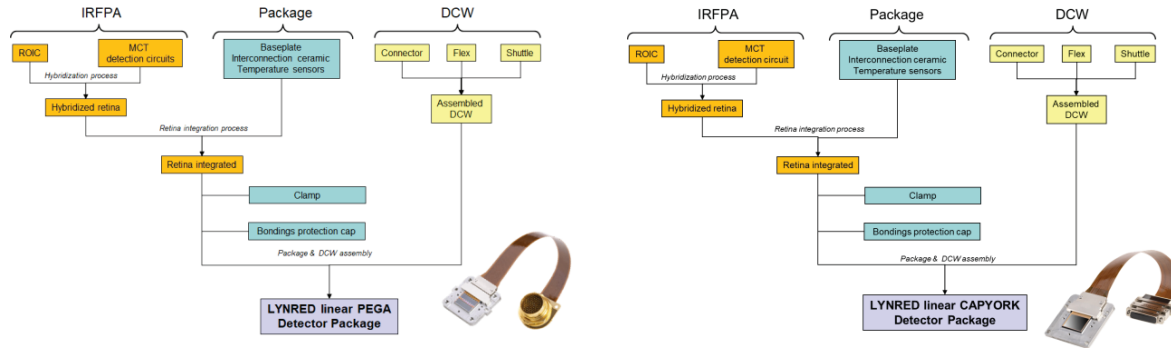 IRFPA
Package
DCW
ROIC
MCT
detection circuits
Baseplate
Interconnection ceramic
Temperature sensors
Connector
Flex
Shuttle
Hybridization process
Hybridized retina
Assembled
DCW
Retina integration process
Retina integrated
Clamp
Bondings protection cap
Package & DCW assembly
LYNRED linear PEGA
Detector Package
IRFPA
Package
DCW
ROIC
MCT
detection circuit
Baseplate
Interconnection ceramic
Temperature sensors
Connector
Flex
Shuttle
Hybridization process
Hybridized retina
Assembled
DCW
Retina integration process
Retina integrated
Clamp
Bondings protection cap
Package & DCW assembly
LYNRED linear CAPYORK
Detector Package